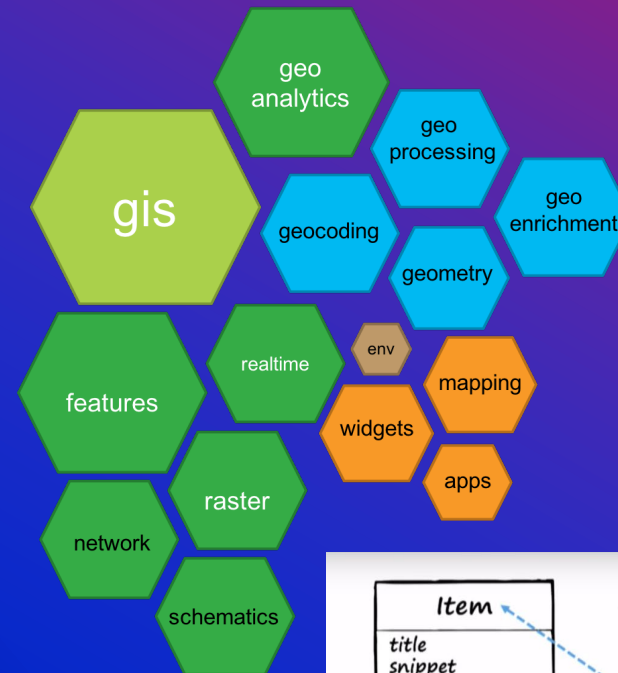 geo
analytics
geo
processing
gis
geo
enrichment
geocoding
geometry
realtime
env
mapping
features
widgets
apps
raster
network
schematics
Item
title
snippet